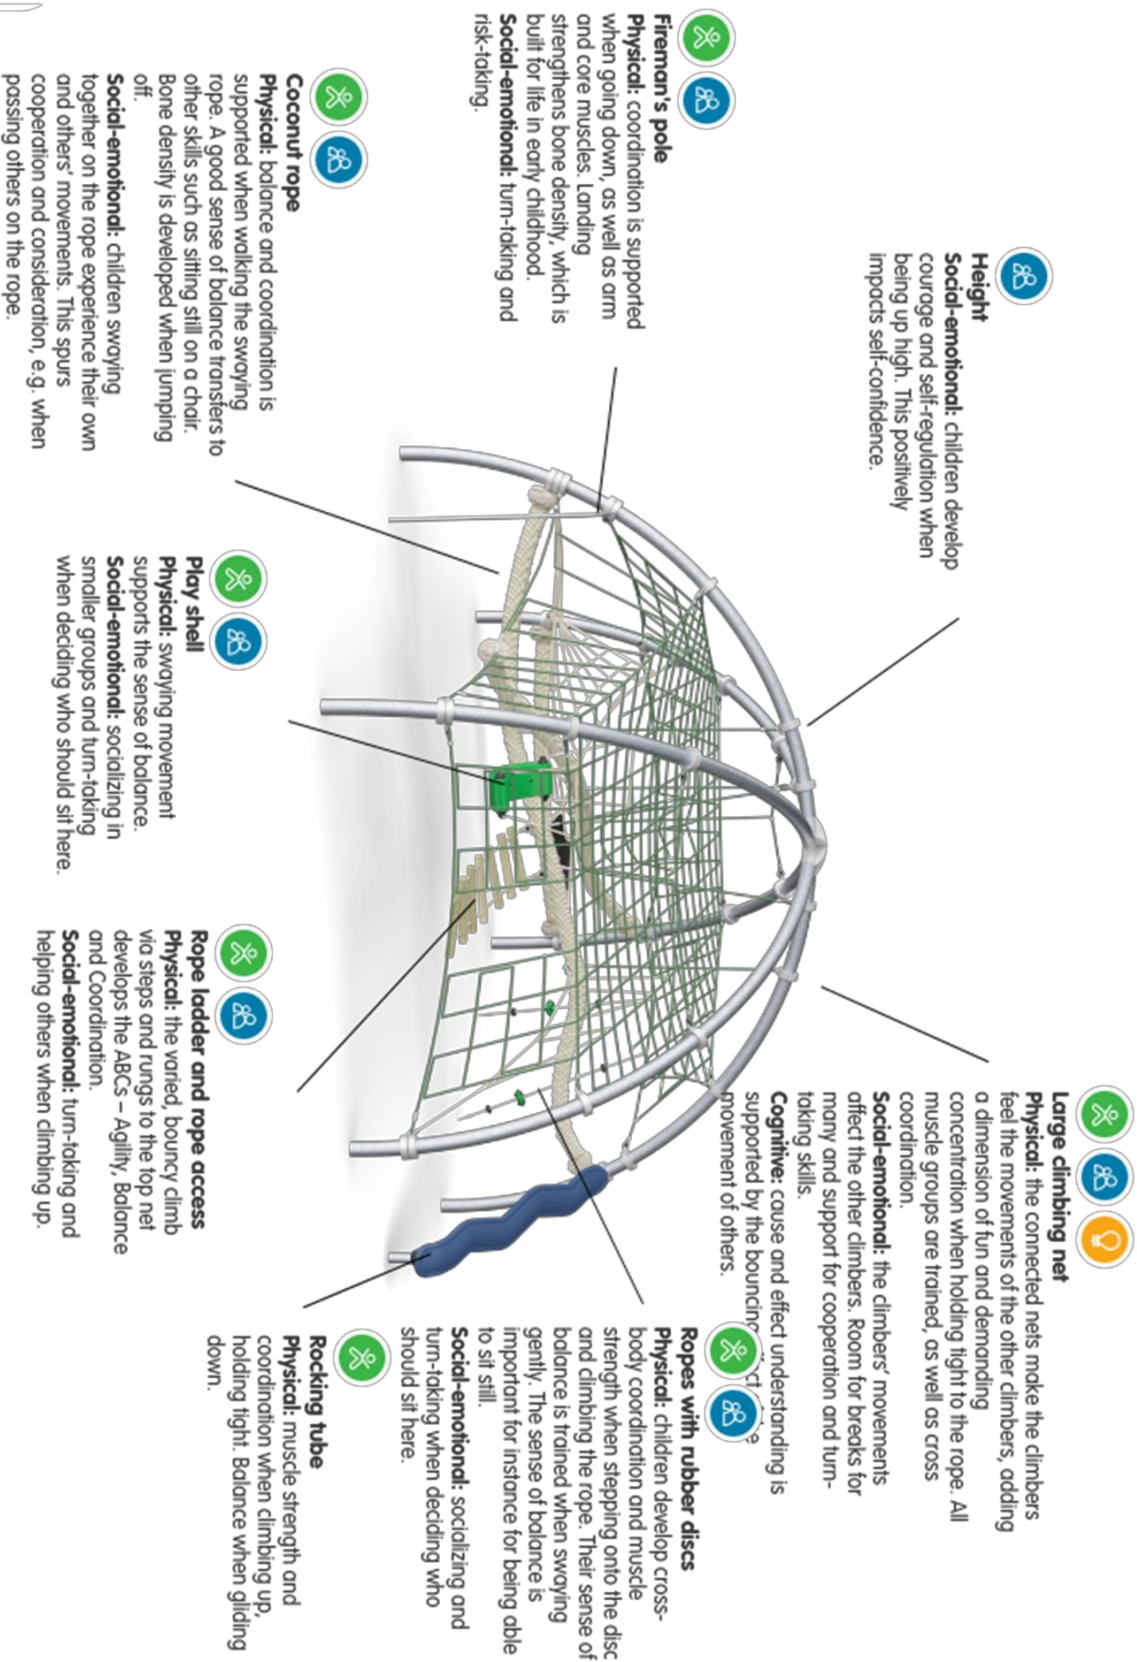 Height
Social-emotional: children develop
courage and self-regulation when
being up high. This positively
impacts self-confidence.
Large climbing net
Physical: the connected nets make the climbers
feel the movements of the other climbers, adding
a dimension of fun and demanding
concentration when holding tight to the rope. All
muscle groups are trained, as well as cross
coordination.
Social-emotional: the climbers' movements
affect the other climbers. Room for breaks for
many and support for cooperation and turn-
taking skills.
Cognitive: cause and effect understanding is
supported by the bouncing
movement of others.
Fireman's pole
Physical: coordination is supported
when going down, as well as arm
and core muscles. Landing
strengthens bone density, which is
built for life in early childhood.
Social-emotional: turn-taking and
risk-taking.
Ropes with rubber discs
Physical: children develop cross-
body coordination and muscle
strength when stepping onto the disc
and climbing the rope. Their sense of
balance is trained when swaying
gently. The sense of balance is
important for instance for being able
to sit still.
Social-emotional: socializing and
turn-taking when deciding who
should sit here.
Coconut rope
Physical: balance and coordination is
supported when walking the swaying
rope. A good sense of balance transfers to
other skills such as sitting still on a chair.
Bone density is developed when jumping
off.
Social-emotional: children swaying
together on the rope experience their own
and others' movements. This spurs
cooperation and consideration, e.g. when
passing others on the rope.
Play shell
Physical: swaying movement
supports the sense of balance.
Social-emotional: socializing in
smaller groups and turn-taking
when deciding who should sit here.
Rope ladder and rope access
Physical: the varied, bouncy climb
via steps and rungs to the top net
develops the ABCs – Agility, Balance
and Coordination.
Social-emotional: turn-taking and
helping others when climbing up.
Rocking tube
Physical: muscle strength and
coordination when climbing up,
holding tight. Balance when gliding
down.